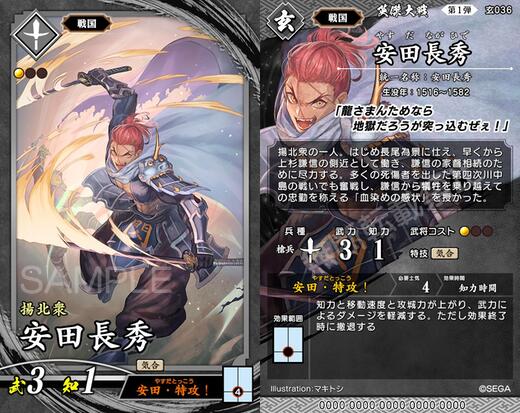 戦国
SAMPLE
揚北衆
安田長秀
気合
武3 知1
やすだとっこう
安田・特攻!
4
玄
戦国
英傑大戦
第1弾
玄036
やすだながひで
安田長秀
統一名称:安田長秀
生没年:1516~1582
「龍さまんためなら
地獄だろうが突っ込むぜぇ!」
揚北衆の一人。はじめ長尾為景に仕え、早くから
上杉謙信の側近として働き、謙信の家督相続のた
めに尽力する。多くの死傷者を出した第四次川中
島の戦いでも奮戦し、謙信から犠牲を乗り越えて
の忠勤を称える「血染めの感状」を授かった。
兵種 武力 知力 武将コスト
槍兵 3 1
特技 気合
やすだとっこう
安田・特攻!
必要士気
4
効果時間
知力時間
効果範囲
知力と移動速度と攻城力が上がり、武力に
よるダメージを軽減する。ただし効果終了
時に撤退する
Illustration:マキトシ
©SEGA
0000-0000-0000-0000-0000